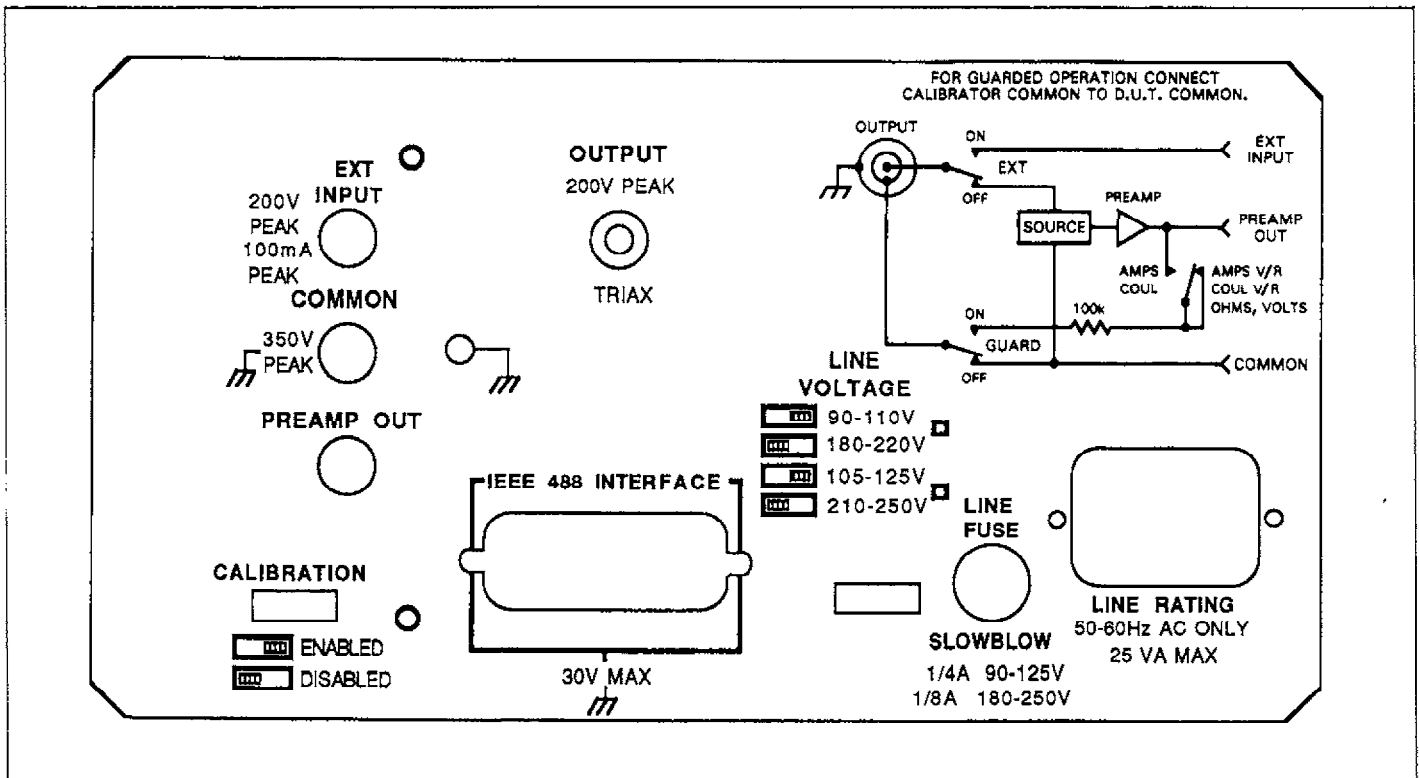 FOR GUARDED OPERATION CONNECT
CALIBRATOR COMMON TO D.U.T. COMMON.
EXT
INPUT
200V
PEAK
100mA
PEAK
COMMON
350V
PEAK
PREAMP OUT
CALIBRATION
ENABLED
DISABLED
OUTPUT
200V PEAK
TRIAX
IEEE 488 INTERFACE
30V MAX
OUTPUT
ON
EXT
OFF
EXT
INPUT
PREAMP
SOURCE
PREAMP
OUT
AMPS
COUL
AMPS V/R
COUL V/R
OHMS, VOLTS
100k
ON
GUARD
OFF
COMMON
LINE
VOLTAGE
90-110V
180-220V
105-125V
210-250V
LINE
FUSE
SLOWBLOW
1/4A 90-125V
1/8A 180-250V
LINE RATING
50-60Hz AC ONLY
25 VA MAX